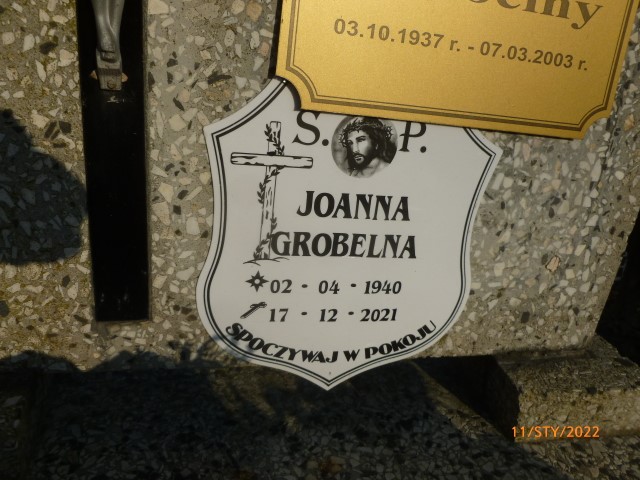 03.10.1937 r. - 07.03.2003 r.
S. P.
JOANNA
GROBELNA
02 - 04 - 1940
17 - 12 - 2021
SPOCZYWAJ W POKOJU
11/STY/2022